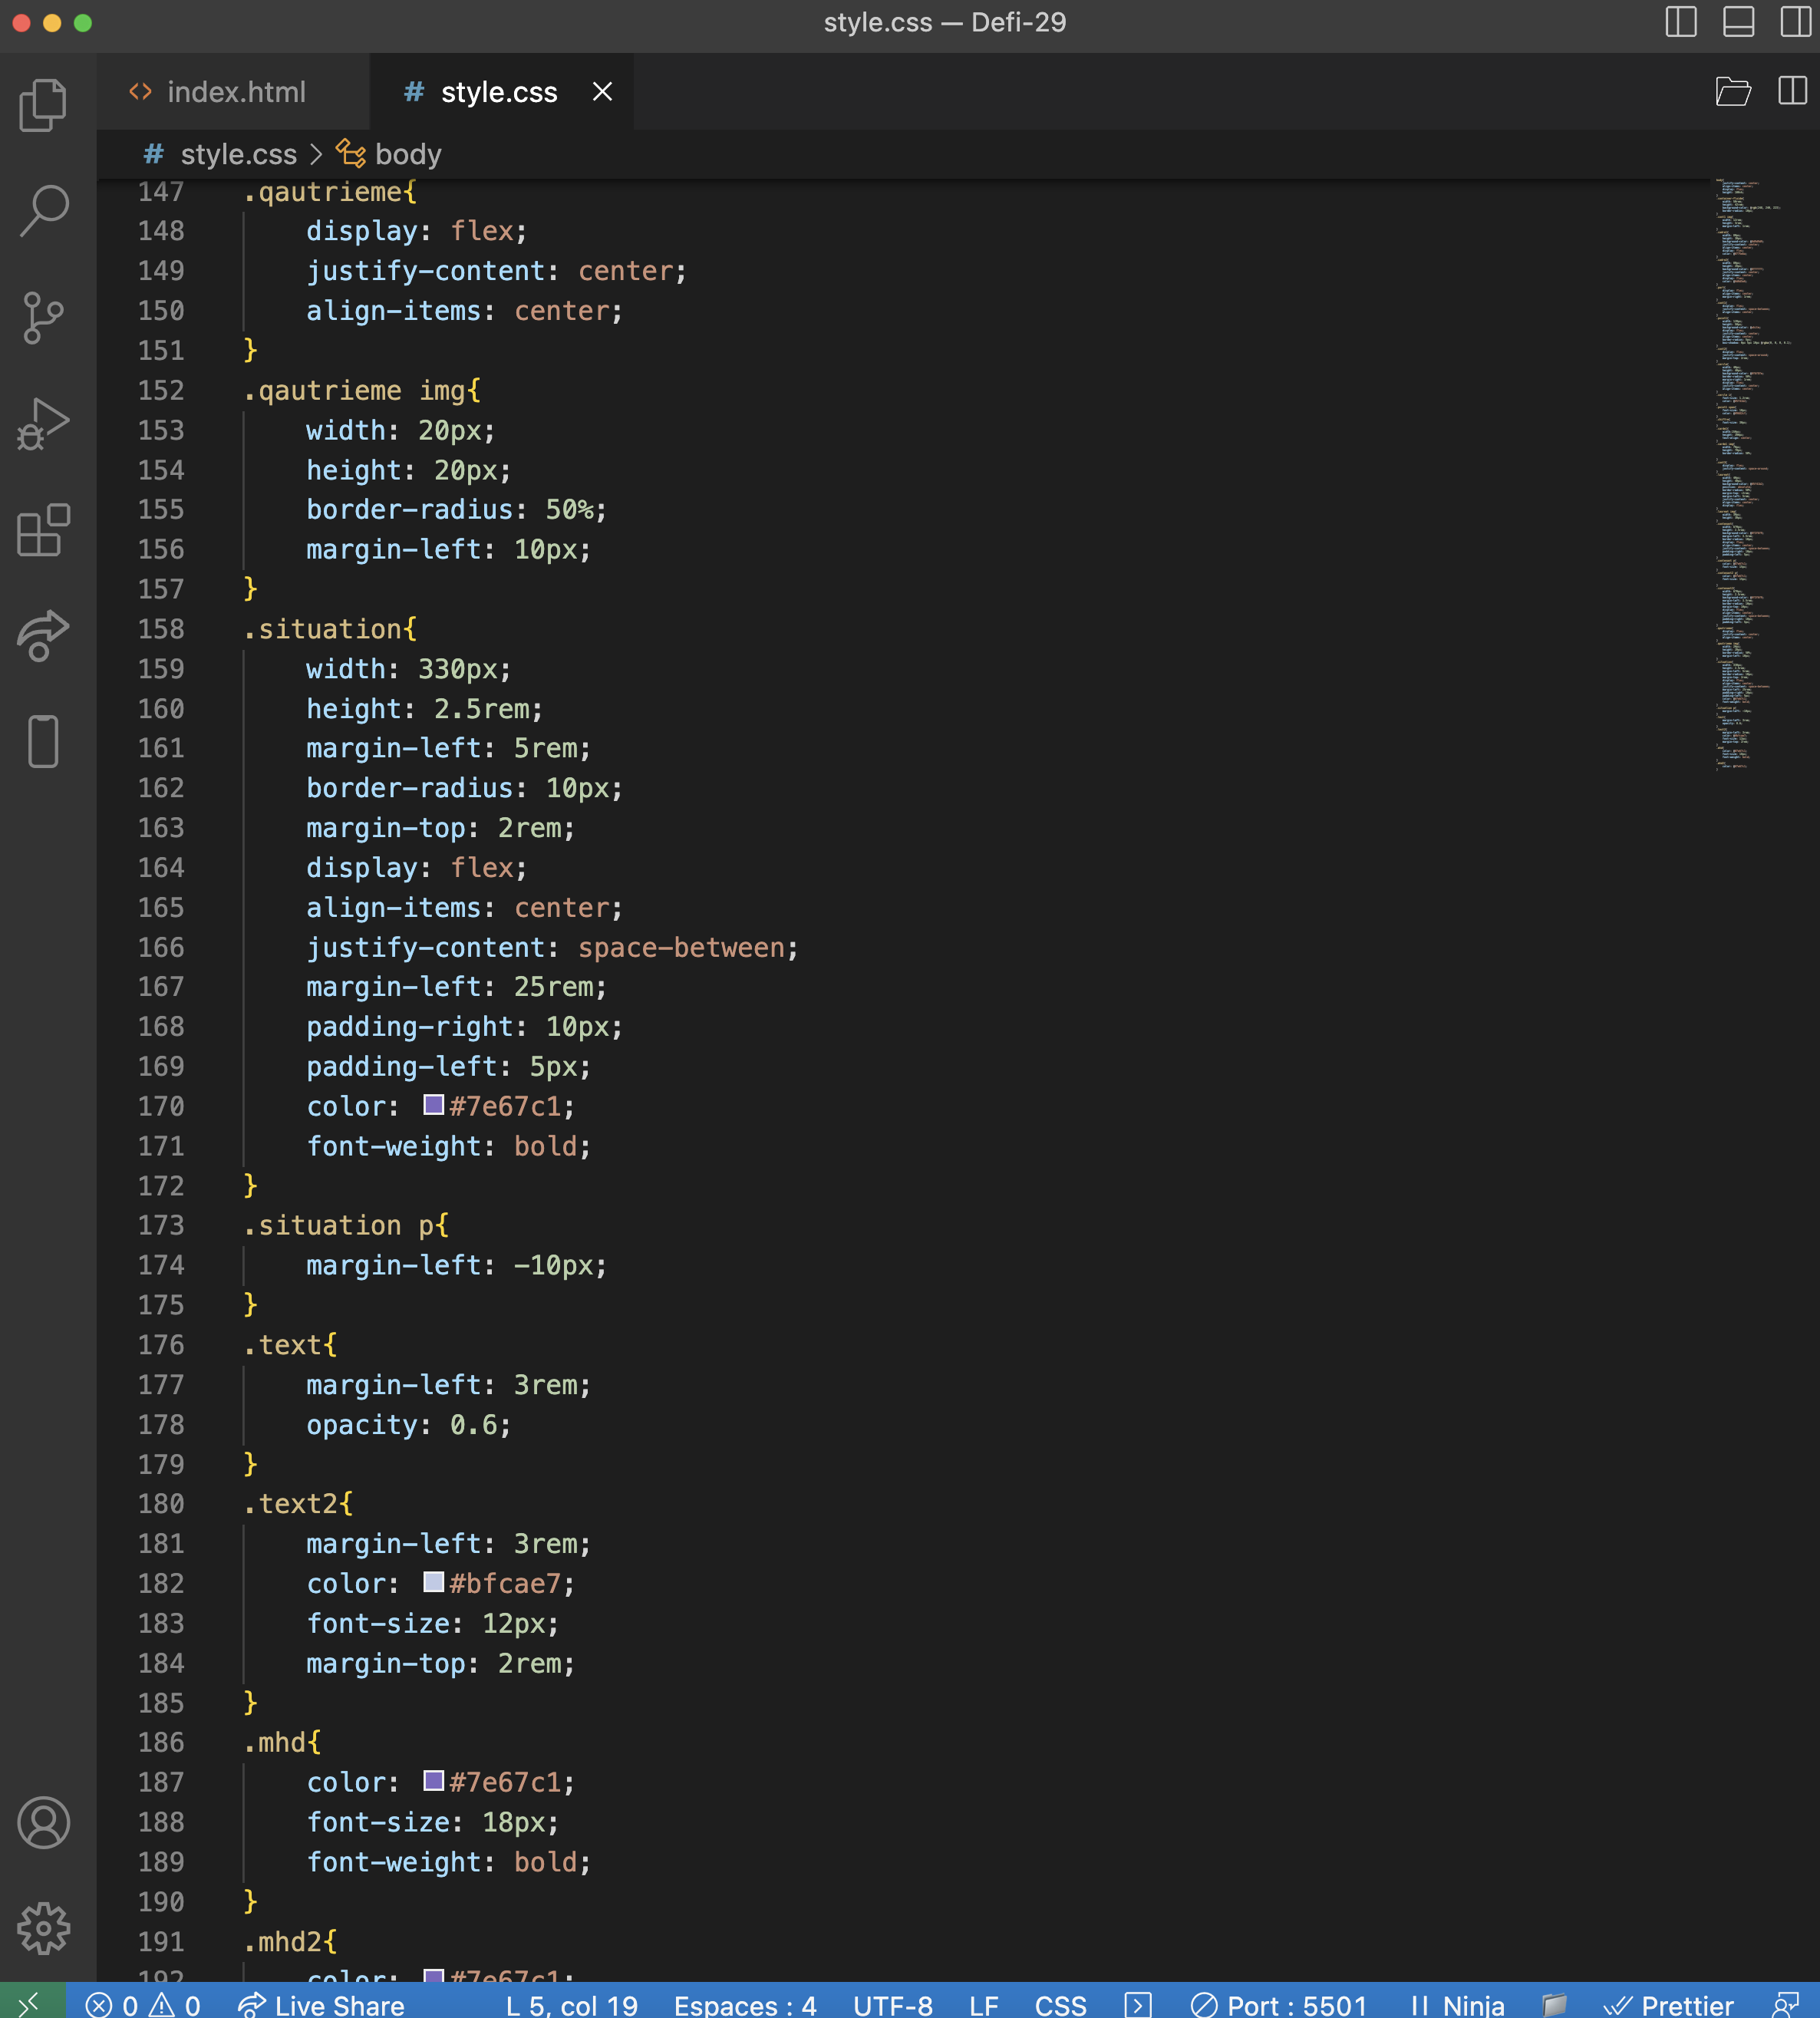 style.css — Defi-29
<> index.html # style.css
# style.css > body
147 .qautrieme{
148 display: flex;
149 justify-content: center;
150 align-items: center;
151 }
152 .qautrieme img{
153 width: 20px;
154 height: 20px;
155 border-radius: 50%;
156 margin-left: 10px;
157 }
158 .situation{
159 width: 330px;
160 height: 2.5rem;
161 margin-left: 5rem;
162 border-radius: 10px;
163 margin-top: 2rem;
164 display: flex;
165 align-items: center;
166 justify-content: space-between;
167 margin-left: 25rem;
168 padding-right: 10px;
169 padding-left: 5px;
170 color: #7e67c1;
171 font-weight: bold;
172 }
173 .situation p{
174 margin-left: -10px;
175 }
176 .text{
177 margin-left: 3rem;
178 opacity: 0.6;
179 }
180 .text2{
181 margin-left: 3rem;
182 color: #bfcae7;
183 font-size: 12px;
184 margin-top: 2rem;
185 }
186 .mhd{
187 color: #7e67c1;
188 font-size: 18px;
189 font-weight: bold;
190 }
191 .mhd2{
192 color: #7e67c1;
0 0 Live Share L 5, col 19 Espaces : 4 UTF-8 LF CSS Port : 5501 Ninja Prettier